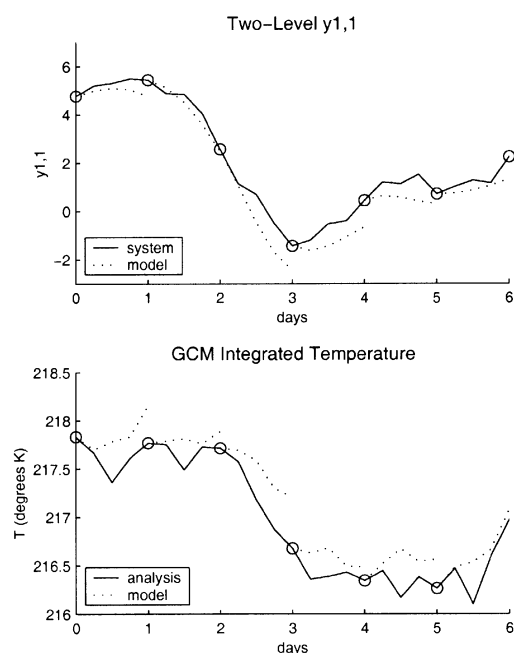 Two-Level y1,1
6
4
2
0
-2
y1,1
system
model
0 1 2 3 4 5 6
days
GCM Integrated Temperature
218.5
218
217.5
217
216.5
216
T (degrees K)
analysis
model
0 1 2 3 4 5 6
days